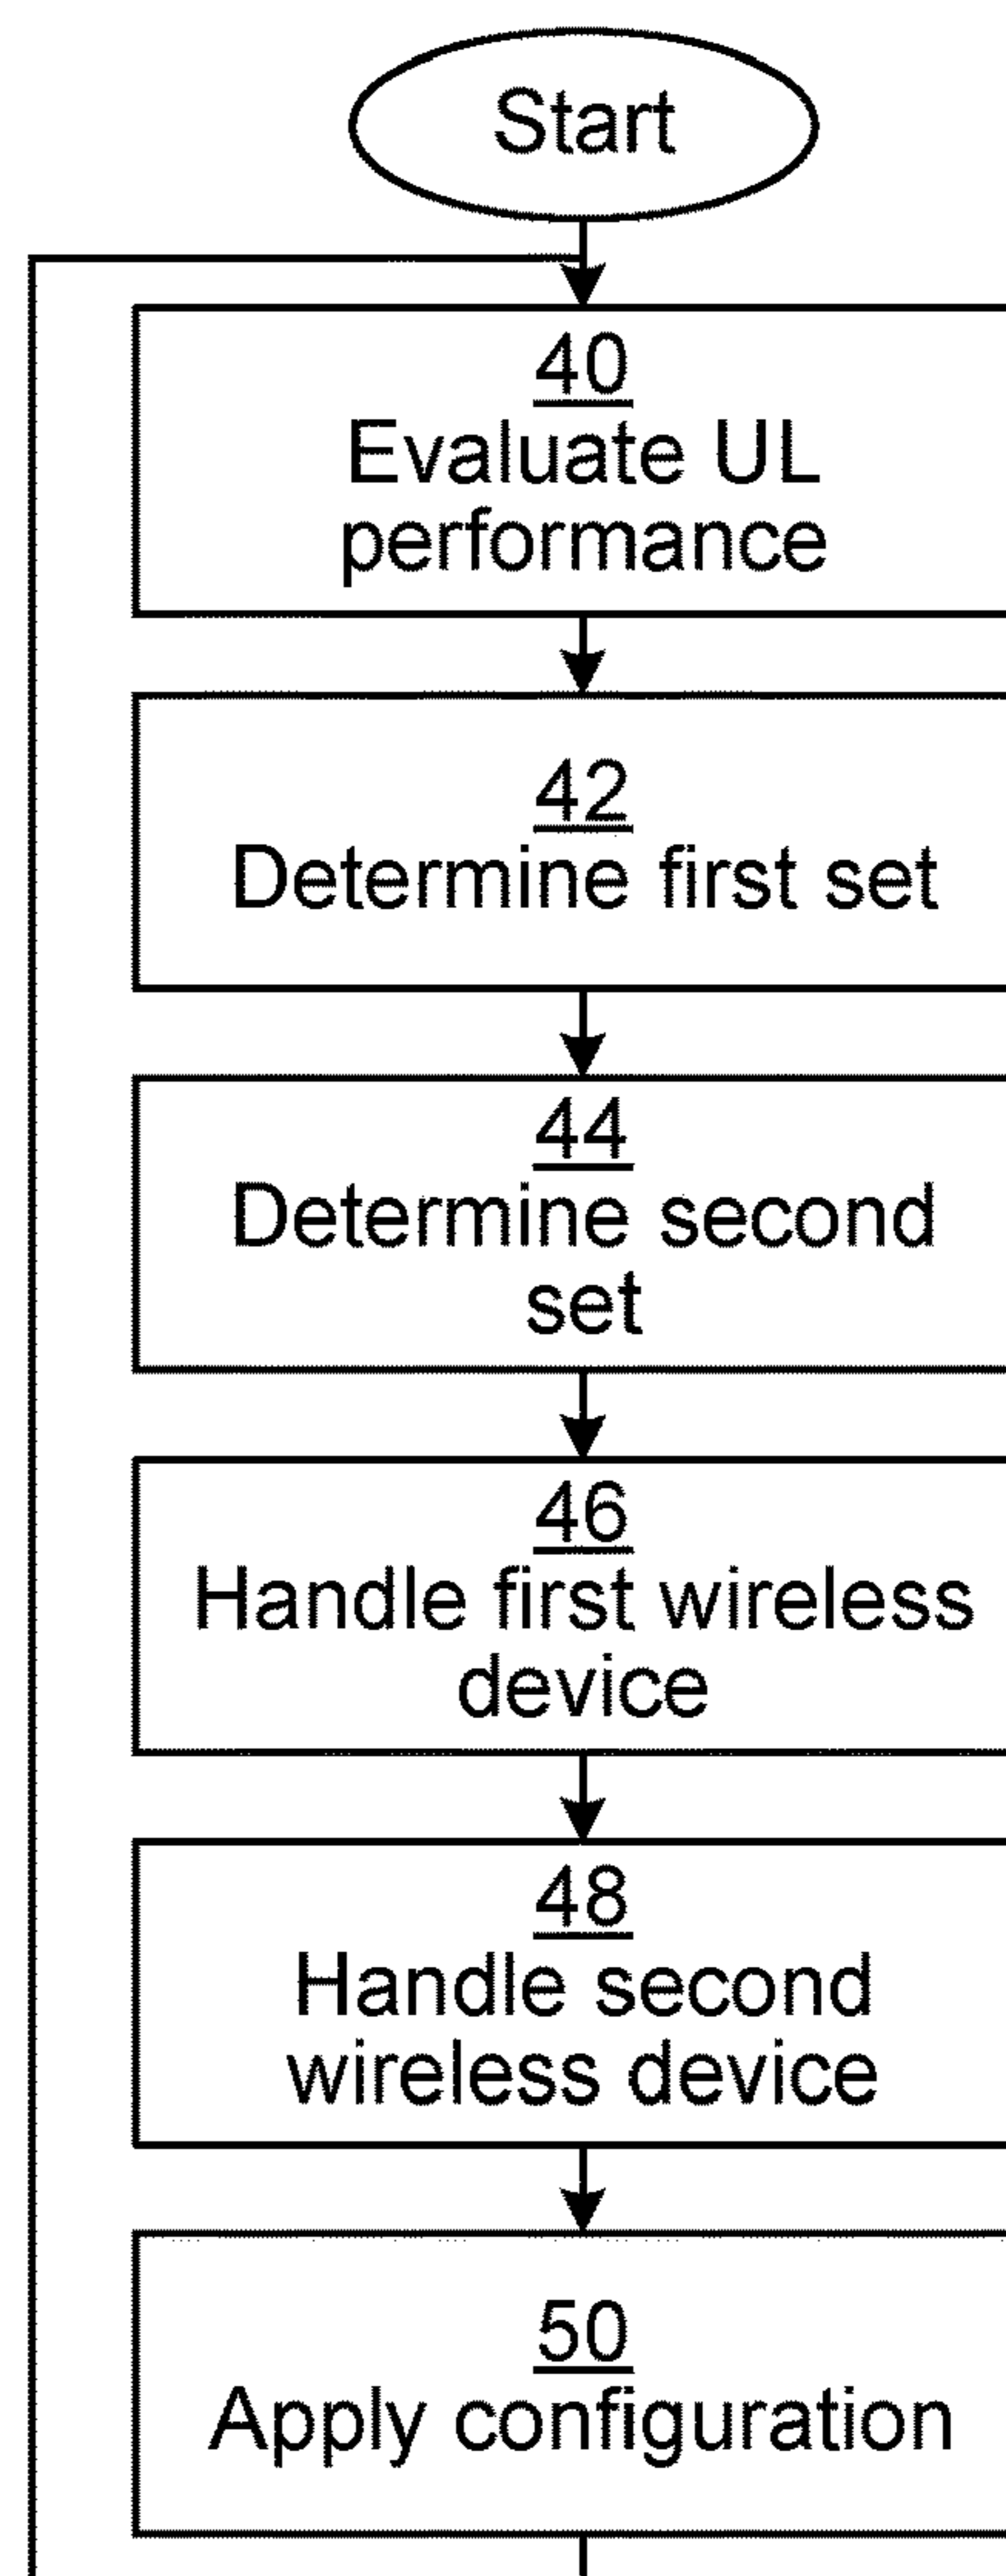 Start
40
Evaluate UL
performance
42
Determine first set
44
Determine second
set
46
Handle first wireless
device
48
Handle second
wireless device
50
Apply configuration